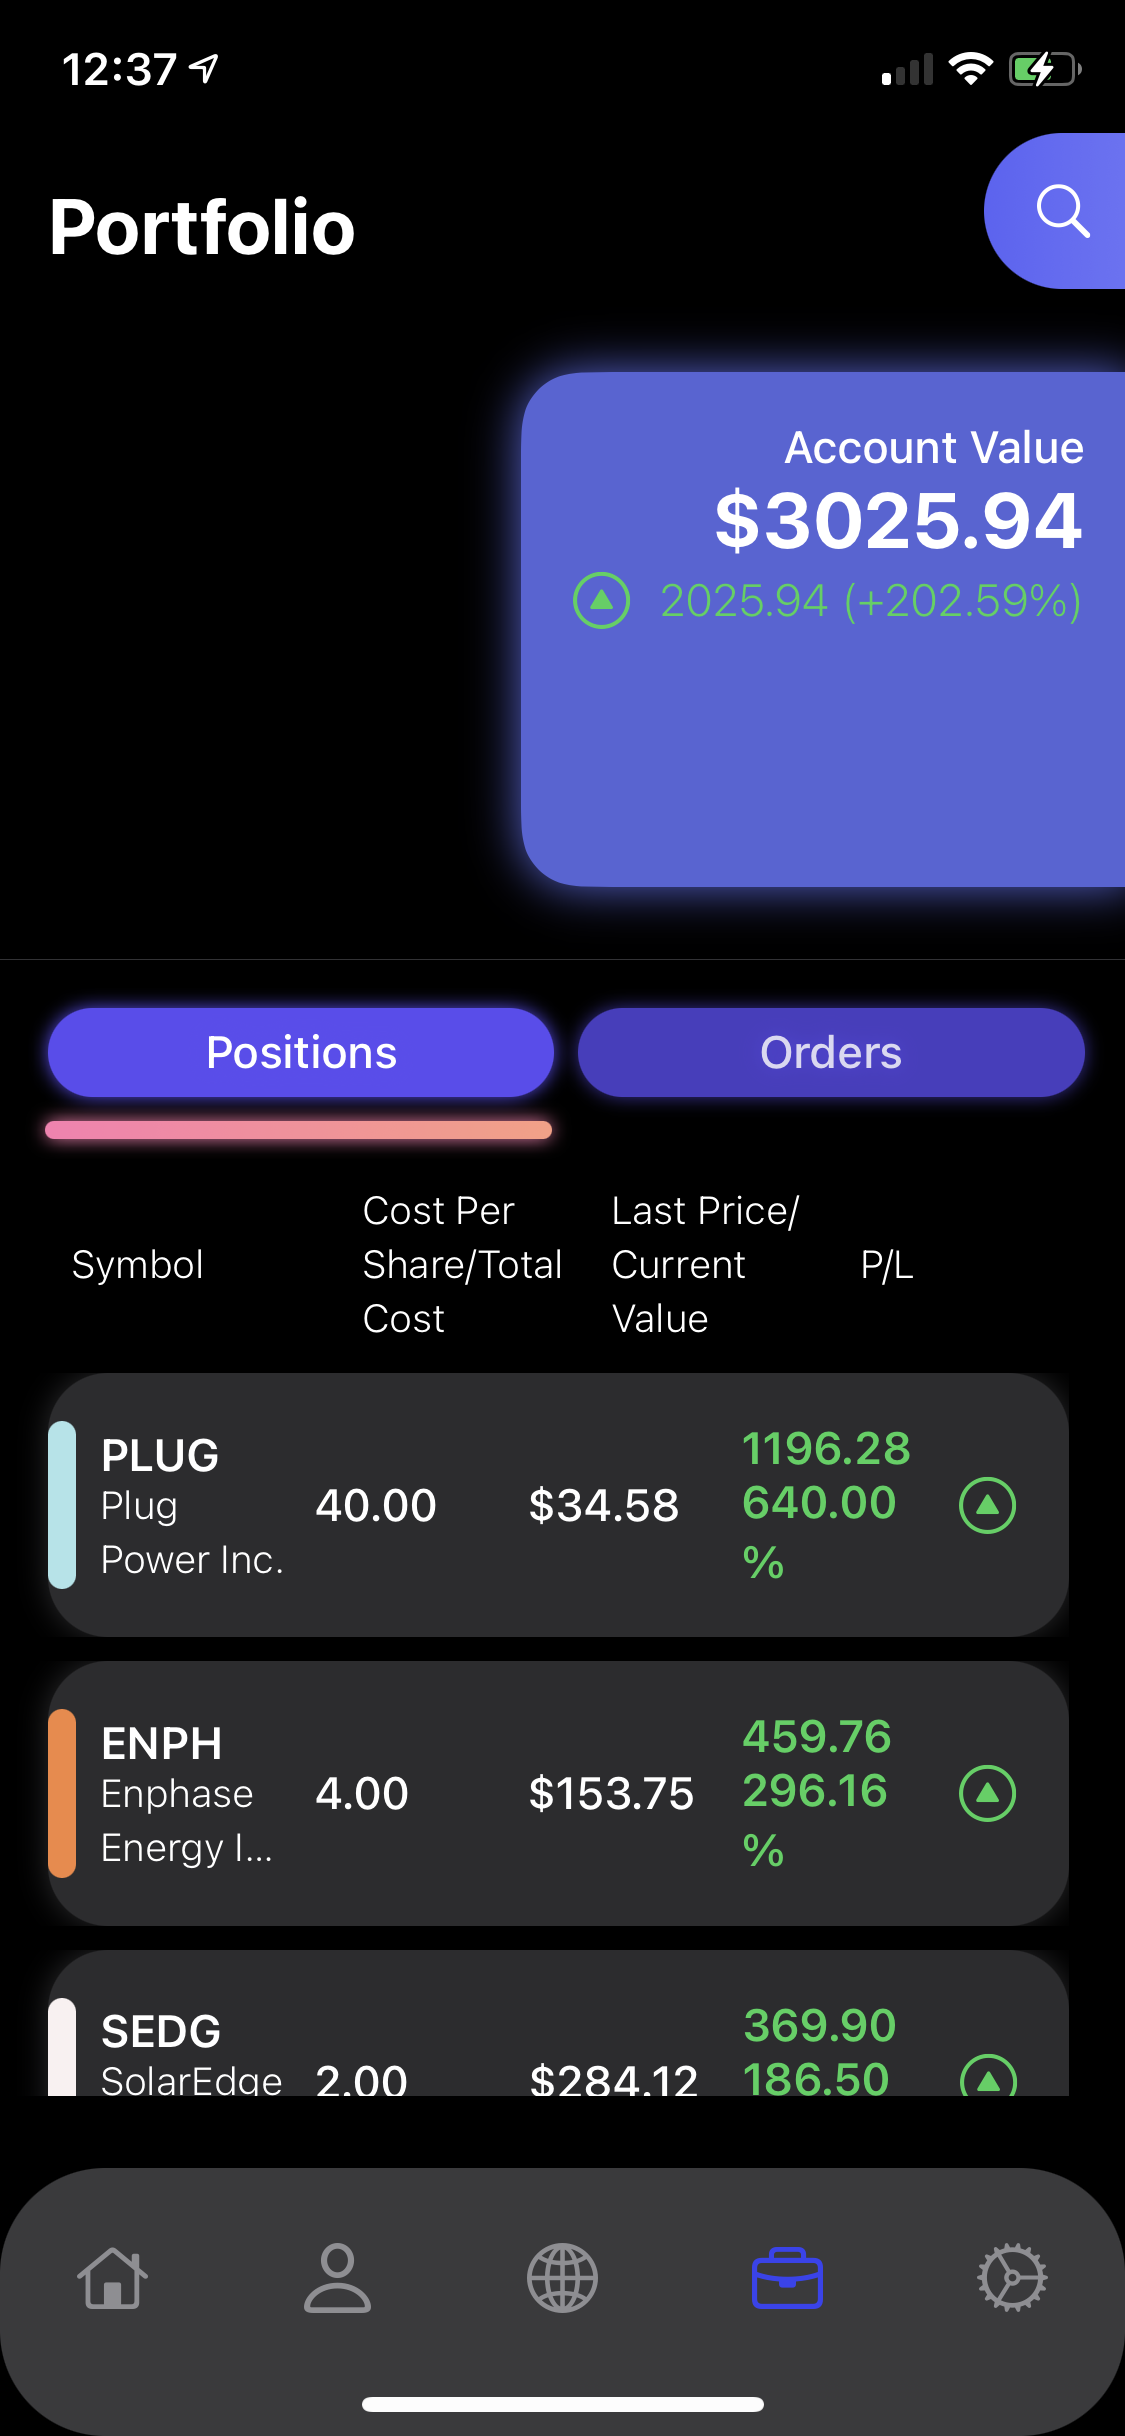 12:37
Portfolio
Account Value
$3025.94
2025.94 (+202.59%)
Positions
Orders
Symbol
Cost Per
Share/Total
Cost
Last Price/
Current
Value
P/L
PLUG
Plug
Power Inc.
40.00
$34.58
1196.28
640.00
%
ENPH
Enphase
Energy I...
4.00
$153.75
459.76
296.16
%
SEDG
SolarEdge
2.00
$284.12
369.90
186.50